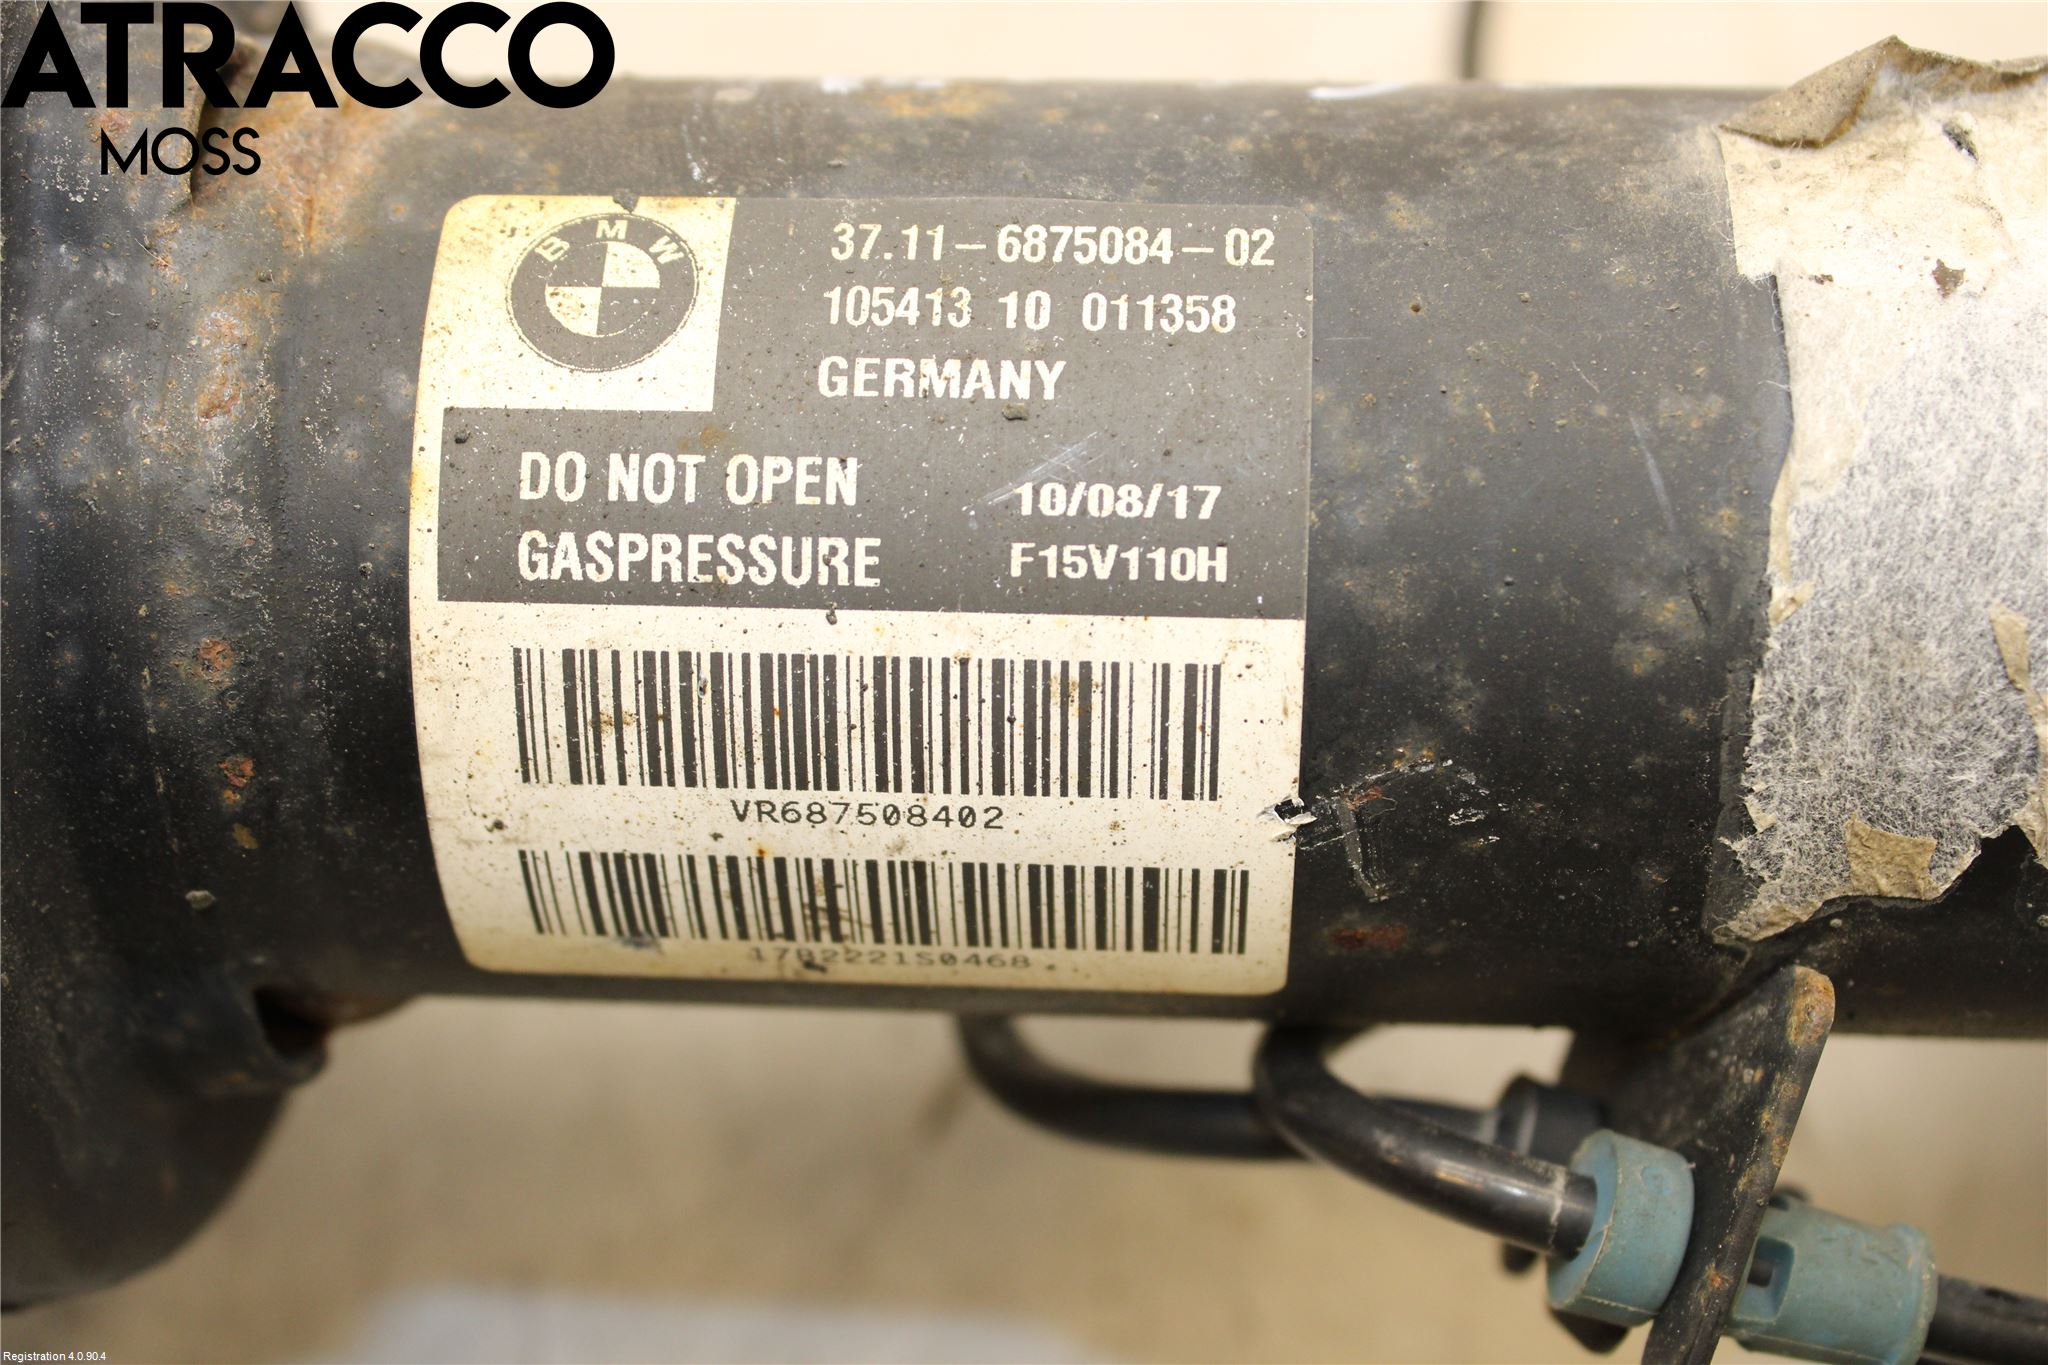 ATRACCO
MOSS
BMW
37.11-6875084-02
105413 10 011358
GERMANY
DO NOT OPEN
10/08/17
GASPRESSURE
F15V110H
VR687508402
Registration 4.0.90.4